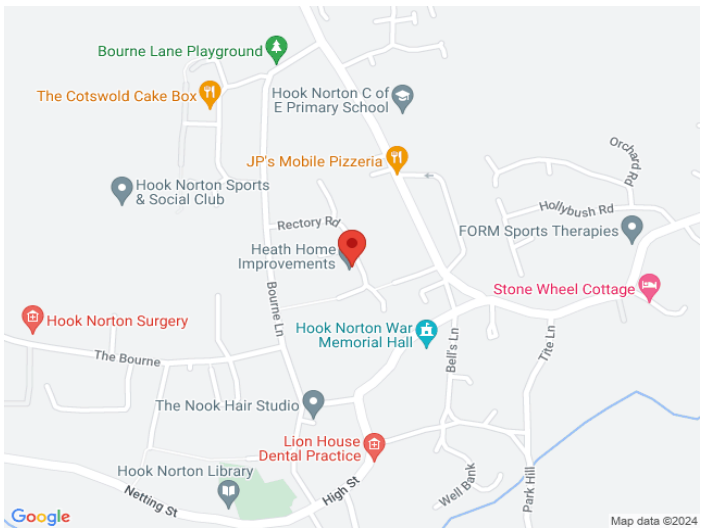 Bourne Lane Playground
The Cotswold Cake Box
Hook Norton C of
E Primary School
Orchard Rd
JP's Mobile Pizzeria
Hook Norton Sports
& Social Club
Hollybush Rd
Rectory Rd
FORM Sports Therapies
Heath Home
Improvements
Stone Wheel Cottage
Bourne Ln
Hook Norton Surgery
Hook Norton War
Memorial Hall
Bell's Ln
Tite Ln
The Bourne
The Nook Hair Studio
Lion House
Dental Practice
Hook Norton Library
Well Bank
Park Hill
High St
Netting St
Google
Map data ©2024